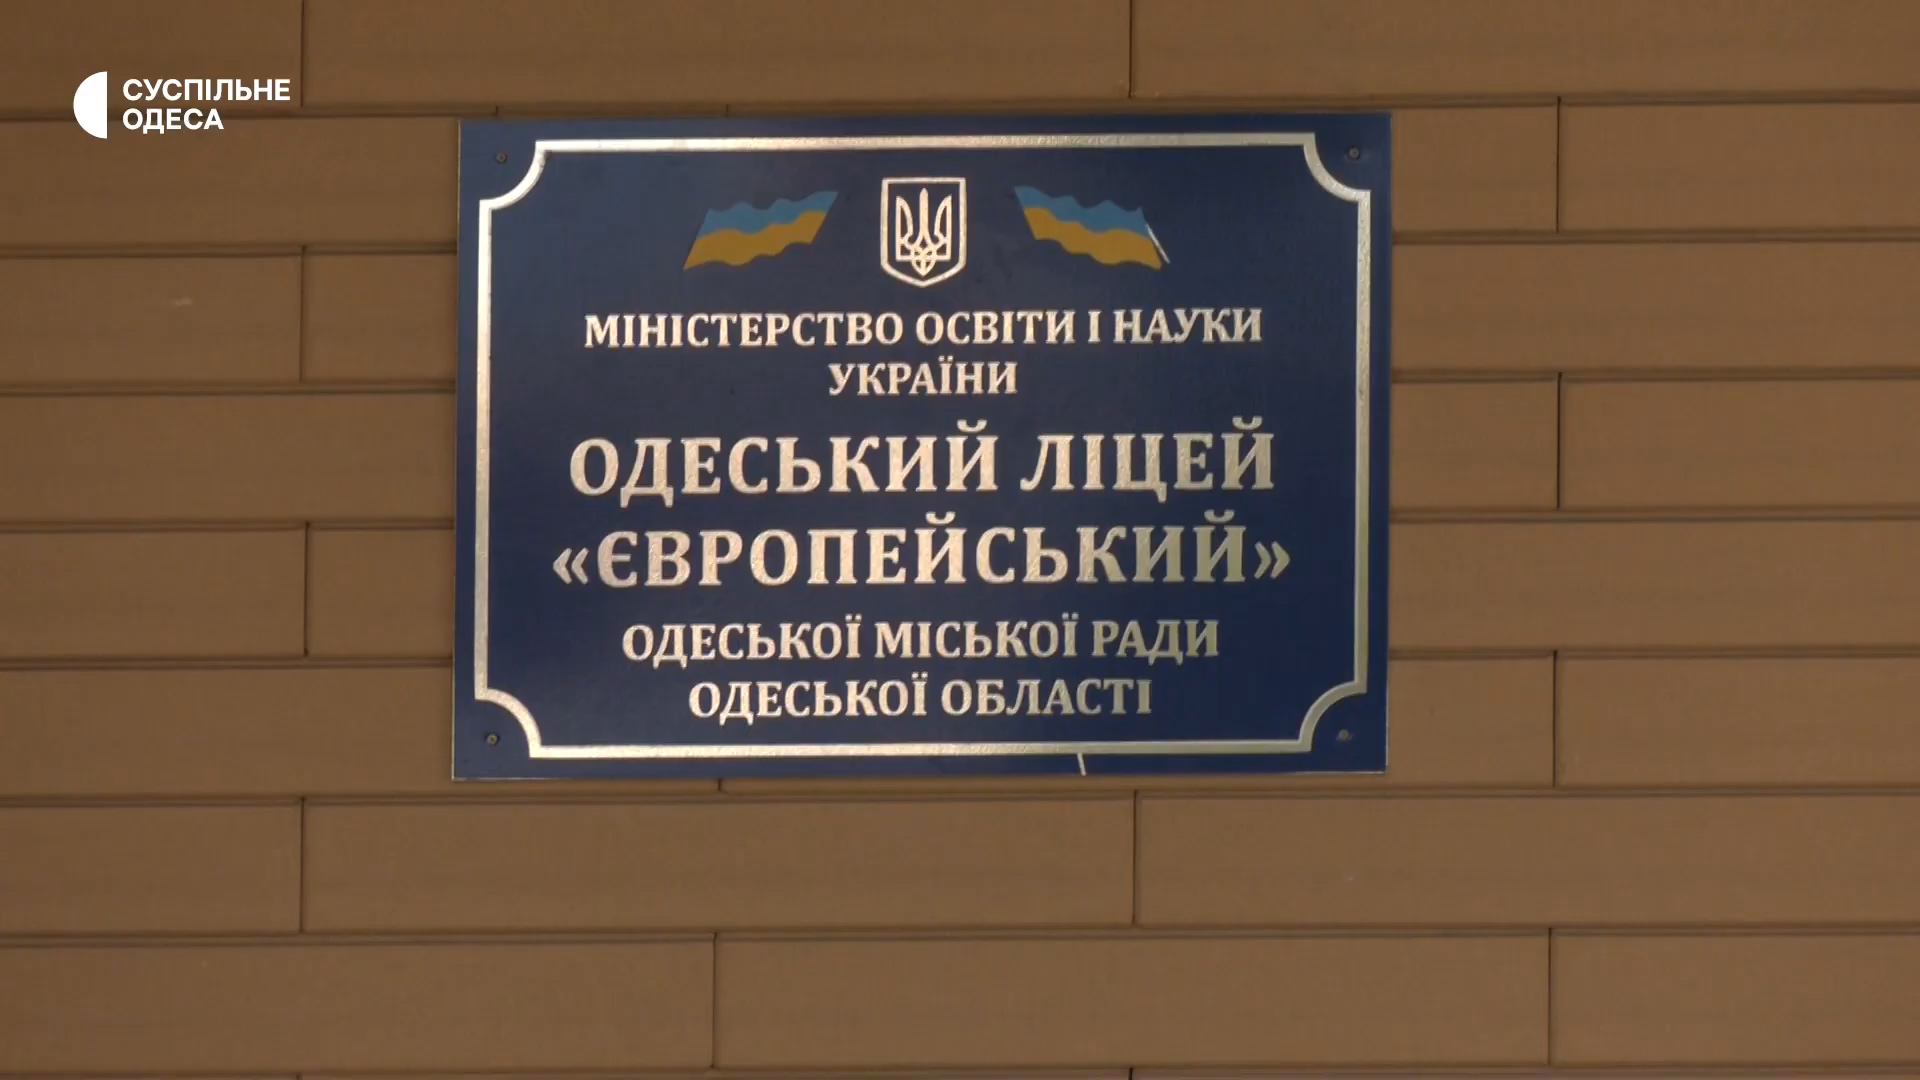 СУСПІЛЬНЕ
ОДЕСА
МІНІСТЕРСТВО ОСВІТИ І НАУКИ
УКРАЇНИ
ОДЕСЬКИЙ ЛІЦЕЙ
«ЄВРОПЕЙСЬКИЙ»
ОДЕСЬКОЇ МІСЬКОЇ РАДИ
ОДЕСЬКОЇ ОБЛАСТІ